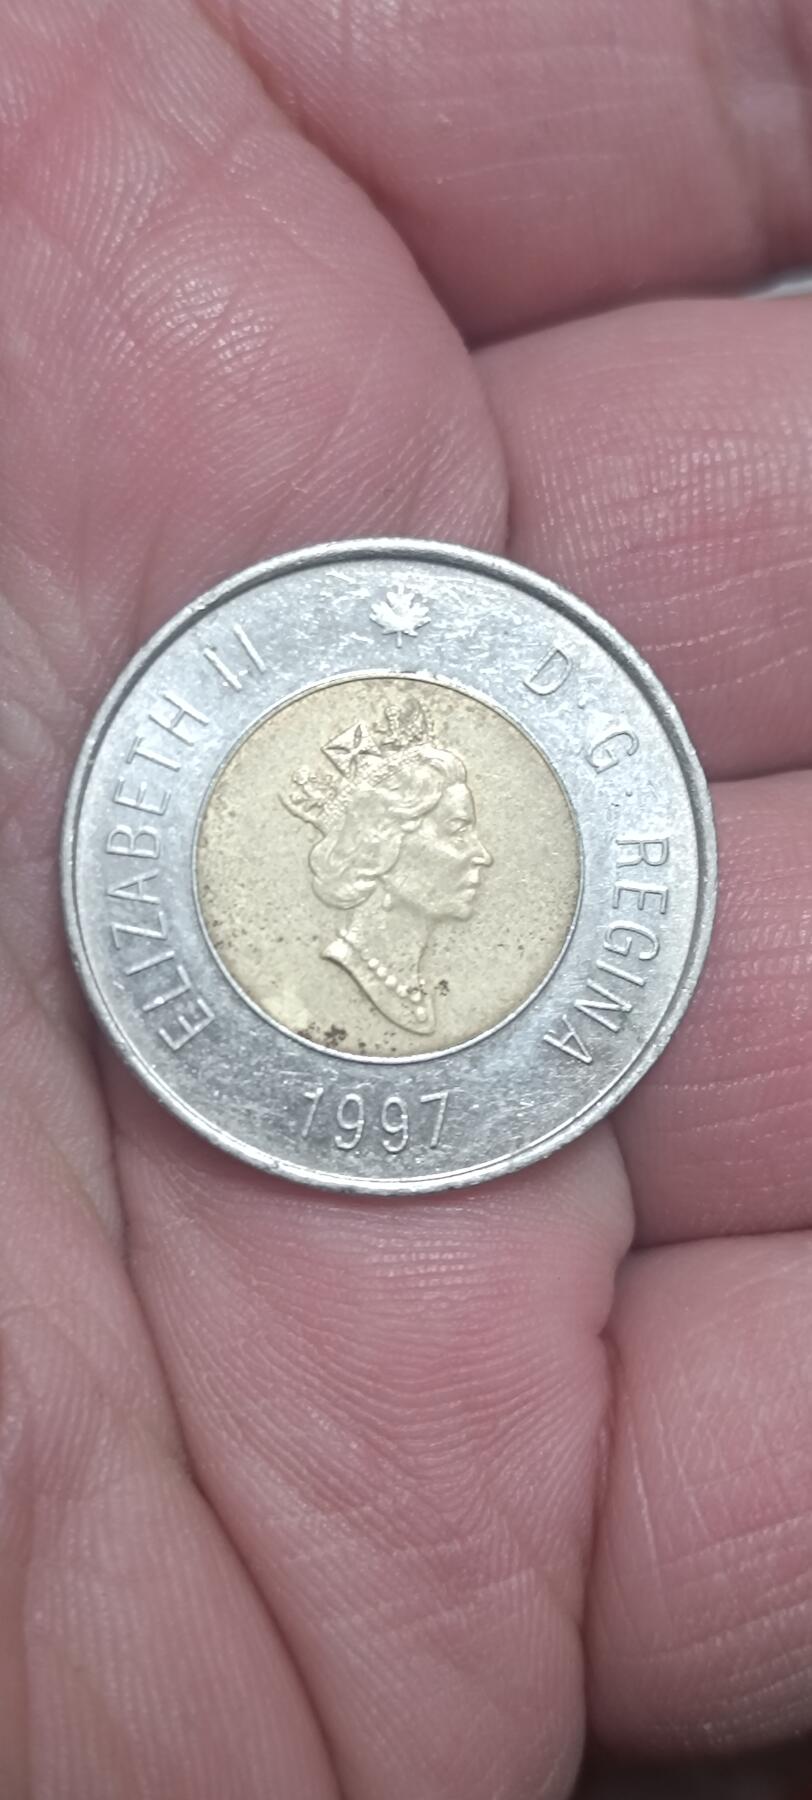 ELIZABETH II
D·G·REGINA
1997